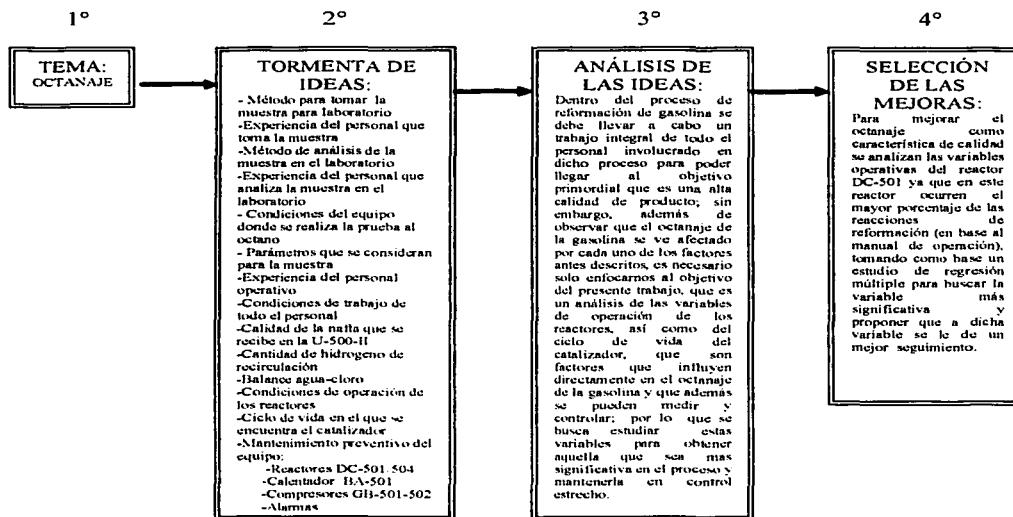 1°
2°
3°
4°
TEMA:
OCTANAJE
TORMENTA DE
IDEAS:
- Método para tomar la
muestra para laboratorio
-Experiencia del personal que
toma la muestra
-Método de análisis de la
muestra en el laboratorio
-Experiencia del personal que
analiza la muestra en el
laboratorio
- Condiciones del equipo
donde se realiza la prueba al
octano
- Parámetros que se consideran
para la muestra
-Experiencia del personal
operativo
-Condiciones de trabajo de
todo el personal
-Calidad de la nafta que se
recibe en la U-500-II
-Cantidad de hidrogeno de
recirculación
-Balance agua-cloro
-Condiciones de operación de
los reactores
-Ciclo de vida en el que se
encuentra el catalizador
-Mantenimiento preventivo del
equipo:
-Reactores DC-501-504
-Calentador BA-501
-Compresores GB-501-502
-Alarmas
ANÁLISIS DE
LAS IDEAS:
Dentro del proceso de
reformación de gasolina se
debe llevar a cabo un
trabajo integral de todo el
personal involucrado en
dicho proceso para poder
llegar al objetivo
primordial que es una alta
calidad de producto; sin
embargo, además de
observar que el octanaje de
la gasolina se ve afectado
por cada uno de los factores
antes descritos, es necesario
solo enfocarnos al objetivo
del presente trabajo, que es
un análisis de las variables
de operación de los
reactores, así como del
ciclo de vida del
catalizador, que son
factores que influyen
directamente en el octanaje
de la gasolina y que además
se pueden medir y
controlar; por lo que se
busca estudiar estas
variables para obtener
aquella que sea mas
significativa en el proceso y
mantenerla en control
estrecho.
SELECCIÓN
DE LAS
MEJORAS:
Para mejorar el
octanaje como
característica de calidad
se analizan las variables
operativas del reactor
DC-501 ya que en este
reactor ocurren el
mayor porcentaje de las
reacciones de
reformación (en base al
manual de operación),
tomando como base un
estudio de regresión
múltiple para buscar la
variable más
significativa y
proponer que a dicha
variable se le de un
mejor seguimiento.